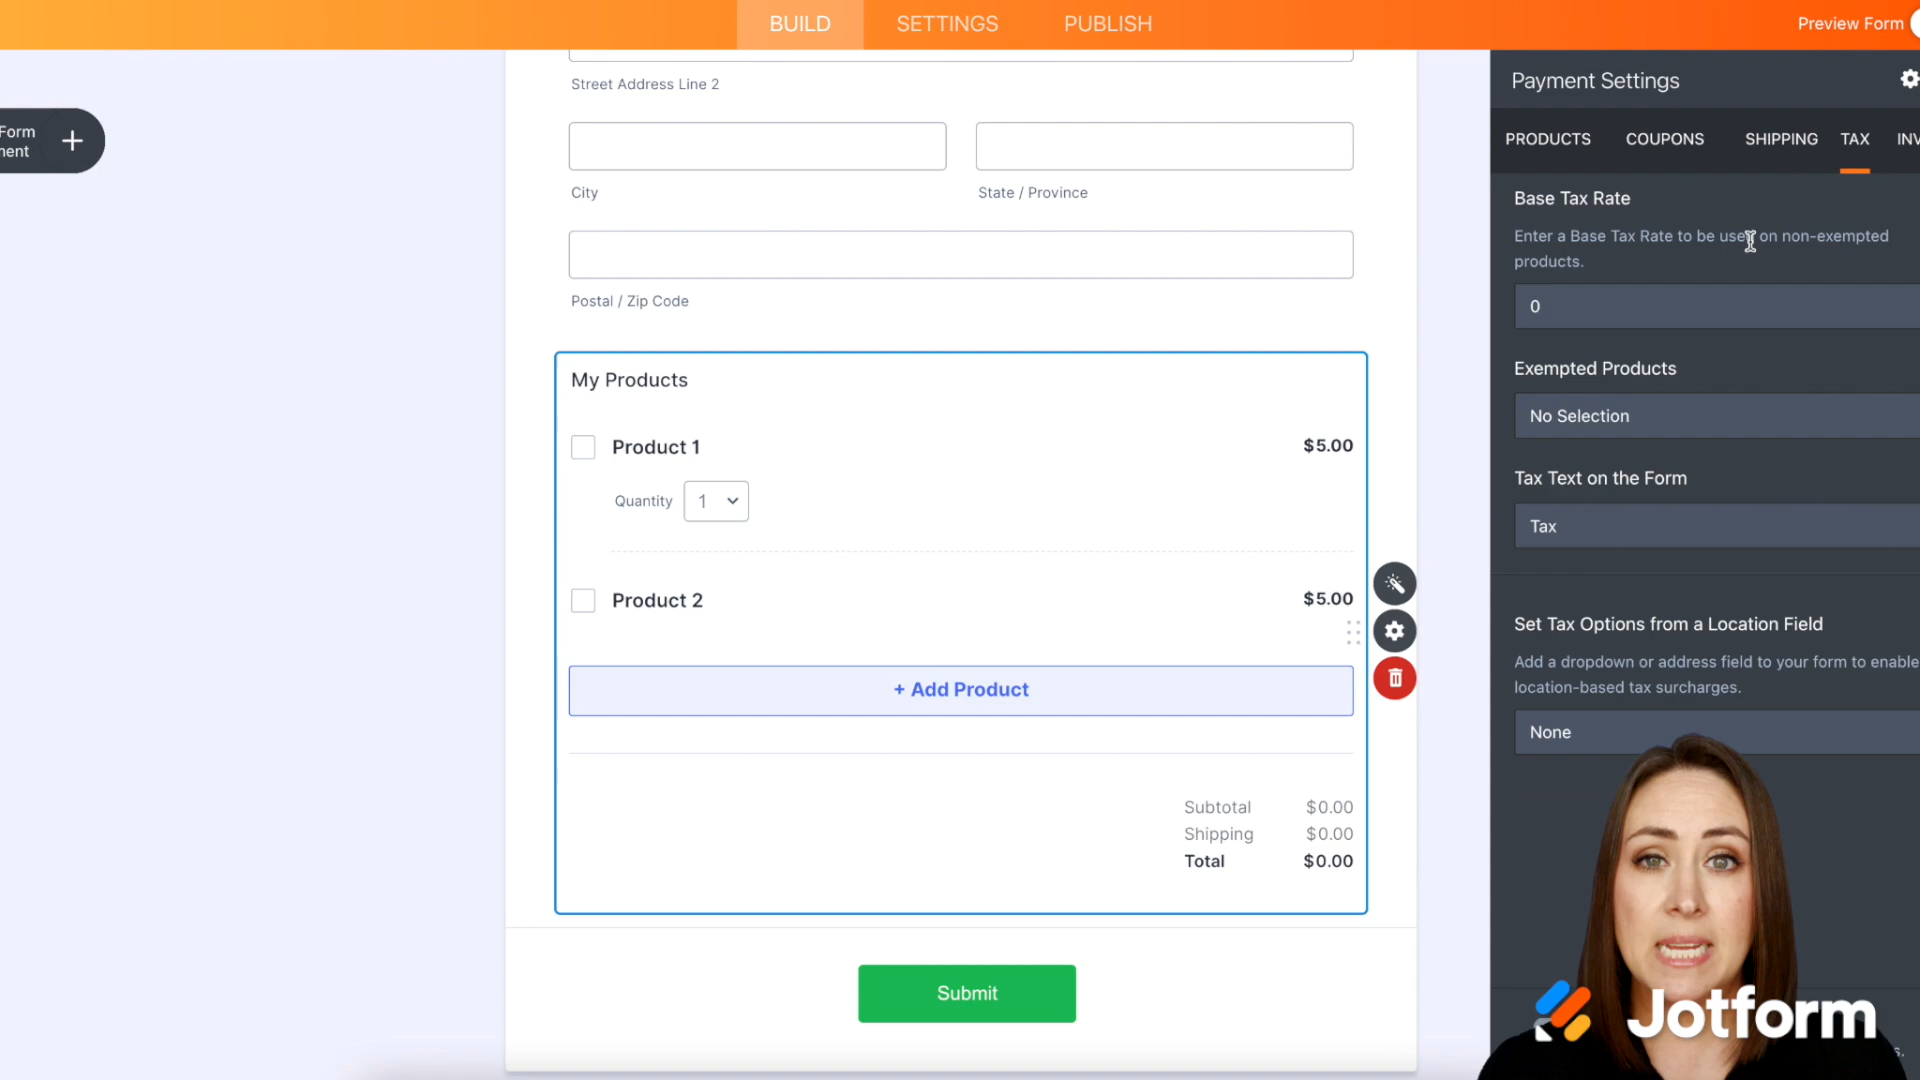 BUILD
SETTINGS
PUBLISH
Preview Form
Form
Street Address Line 2
City
State / Province
Postal / Zip Code
My Products
Product 1
$5.00
Quantity
1
Product 2
$5.00
+ Add Product
Subtotal
$0.00
Shipping
$0.00
Total
$0.00
Submit
Payment Settings
PRODUCTS
COUPONS
SHIPPING
TAX
Base Tax Rate
Enter a Base Tax Rate to be used on non-exempted
products.
0
Exempted Products
No Selection
Tax Text on the Form
Tax
Set Tax Options from a Location Field
Add a dropdown or address field to your form to enable
location-based tax surcharges.
None
Jotform